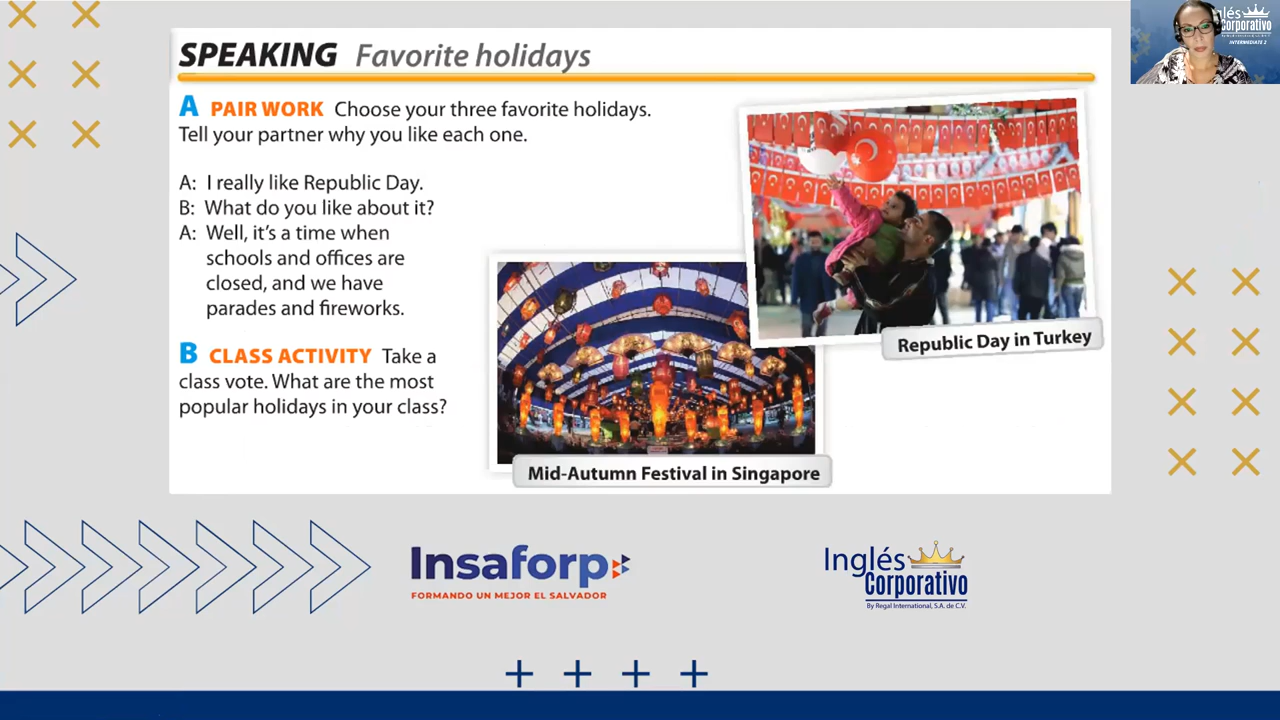 SPEAKING Favorite holidays
A PAIR WORK Choose your three favorite holidays.
Tell your partner why you like each one.
A: I really like Republic Day.
B: What do you like about it?
A: Well, it's a time when
schools and offices are
closed, and we have
parades and fireworks.
B CLASS ACTIVITY Take a
class vote. What are the most
popular holidays in your class?
Republic Day in Turkey
Mid-Autumn Festival in Singapore
Insaforp
FORMANDO UN MEJOR EL SALVADOR
Inglés
Corporativo
By Regal International, S.A. de C.V.
INTERMEDIATE 2